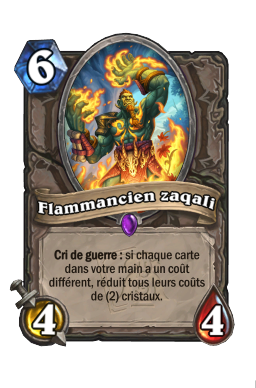 6
Flammancien zaqali
Cri de guerre : si chaque carte
dans votre main a un coût
différent, réduit tous leurs coûts
de (2) cristaux.
4
4